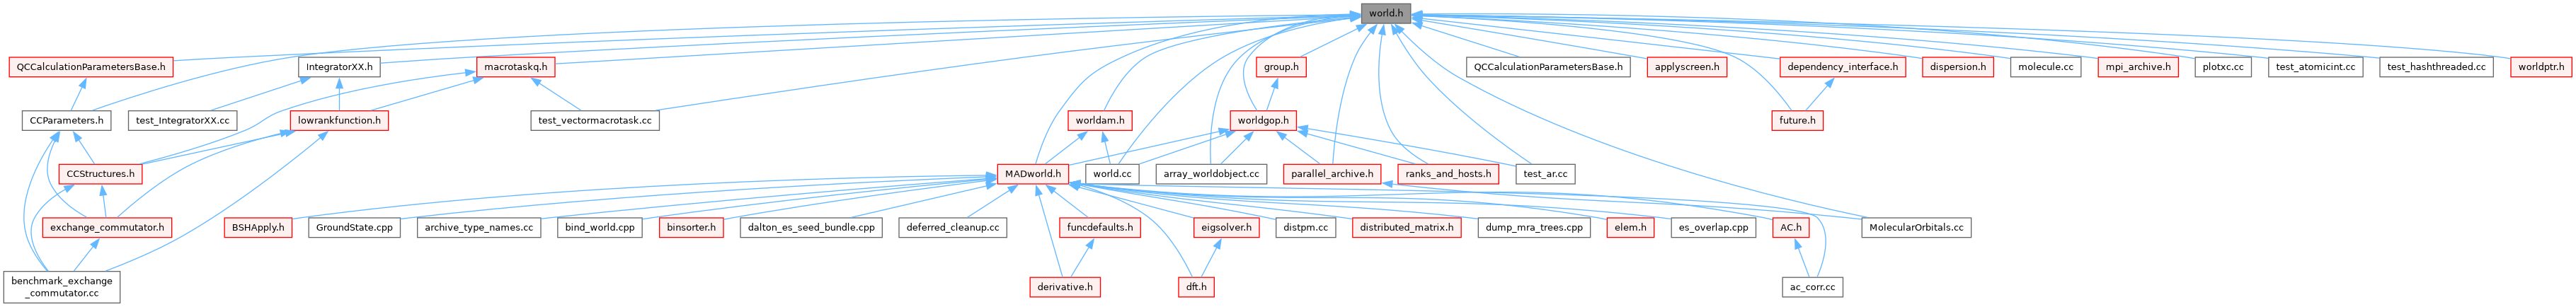 world.h
QCCalculationParametersBase.h
IntegratorXX.h
macrotaskq.h
group.h
QCCalculationParametersBase.h
applyscreen.h
dependency_interface.h
dispersion.h
molecule.cc
mpi_archive.h
plotxc.cc
test_atomicint.cc
test_hashthreaded.cc
worldptr.h
CCParameters.h
test_IntegratorXX.cc
lowrankfunction.h
test_vectormacrotask.cc
worldam.h
worldgop.h
future.h
CCStructures.h
MADworld.h
world.cc
array_worldobject.cc
parallel_archive.h
ranks_and_hosts.h
test_ar.cc
exchange_commutator.h
BSHApply.h
GroundState.cpp
archive_type_names.cc
bind_world.cpp
binsorter.h
dalton_es_seed_bundle.cpp
deferred_cleanup.cc
funcdefaults.h
eigsolver.h
distpm.cc
distributed_matrix.h
dump_mra_trees.cpp
elem.h
es_overlap.cpp
AC.h
MolecularOrbitals.cc
benchmark_exchange
_commutator.cc
derivative.h
dft.h
ac_corr.cc